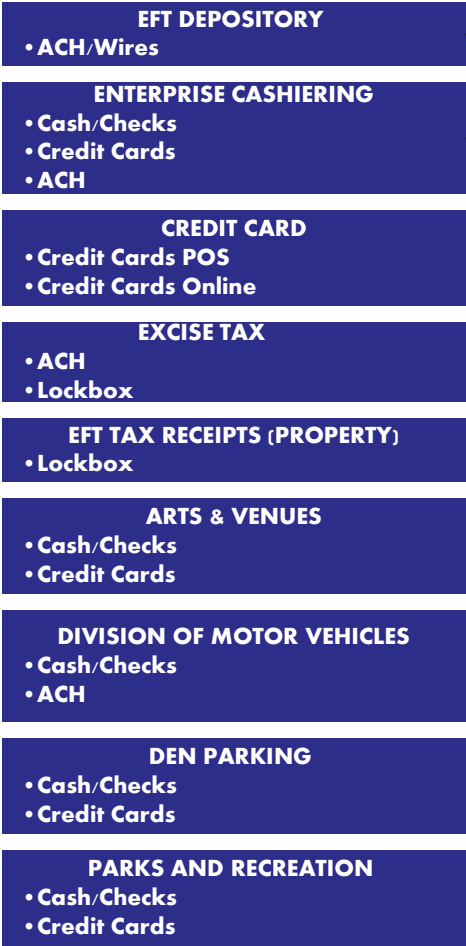 EFT DEPOSITORY
•ACH/Wires
ENTERPRISE CASHIERING
•Cash/Checks
•Credit Cards
•ACH
CREDIT CARD
•Credit Cards POS
•Credit Cards Online
EXCISE TAX
•ACH
•Lockbox
EFT TAX RECEIPTS (PROPERTY)
•Lockbox
ARTS & VENUES
•Cash/Checks
•Credit Cards
DIVISION OF MOTOR VEHICLES
•Cash/Checks
•ACH
DEN PARKING
•Cash/Checks
•Credit Cards
PARKS AND RECREATION
•Cash/Checks
•Credit Cards